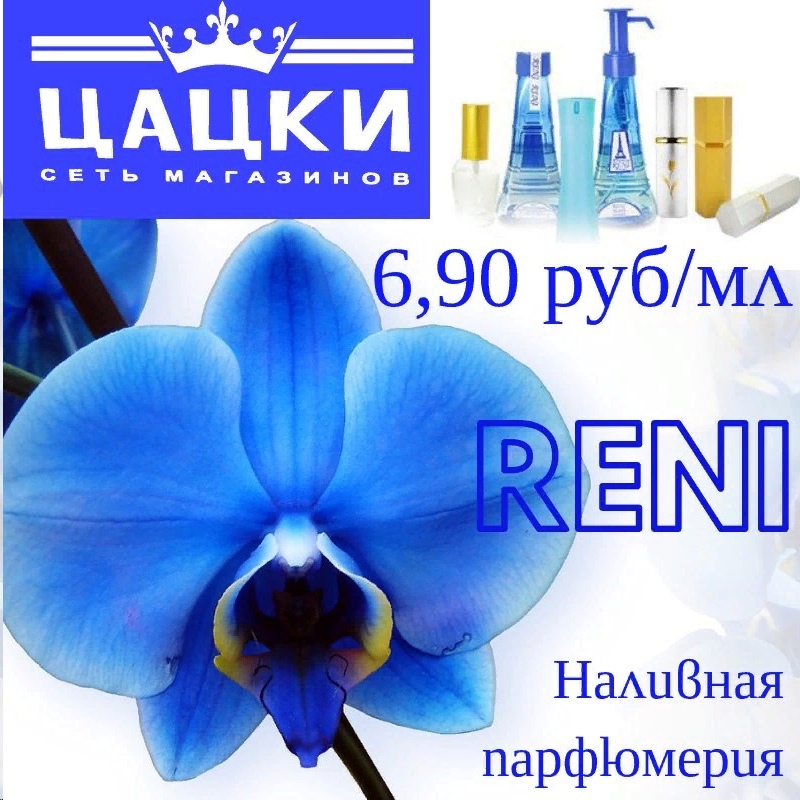 ЦАЦКИ
СЕТЬ МАГАЗИНОВ
6,90 руб/мл
RENI
Наливная
парфюмерия